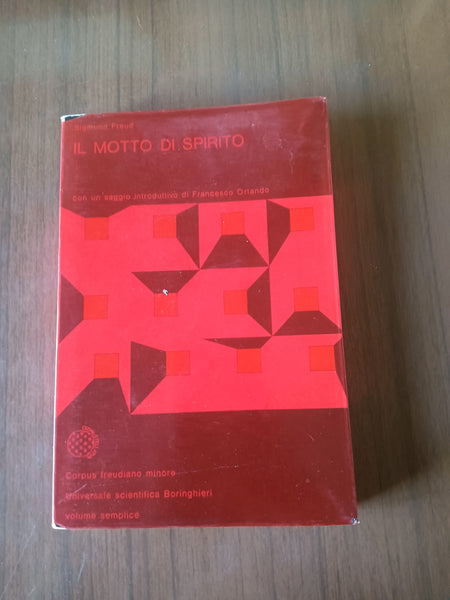 Sigmund Freud
IL MOTTO DI SPIRITO
con un saggio introduttivo di Francesco Orlando
Corpus freudiano minore
Universale scientifica Boringhieri
volume semplice